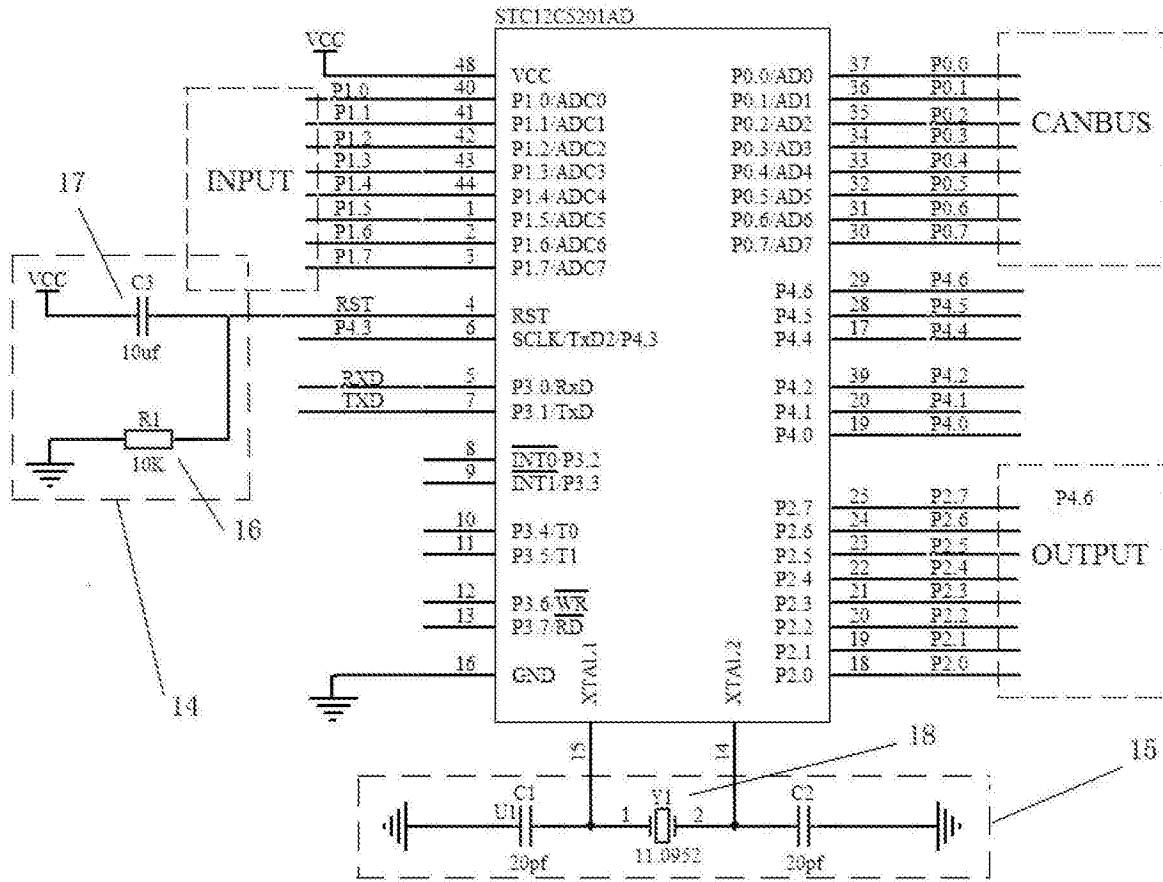 STC12C5201AD
VCC
48 VCC P0.0/AD0 37 P0.0
P1.0 40 P1.0/ADC0 P0.1/AD1 36 P0.1
P1.1 41 P1.1/ADC1 P0.2/AD2 35 P0.2
CANBUS
P1.2 42 P1.2/ADC2 P0.3/AD3 34 P0.3
P1.3 43 P1.3/ADC3 P0.4/AD4 33 P0.4
INPUT
17
P1.4 44 P1.4/ADC4 P0.5/AD5 32 P0.5
P1.5 1 P1.5/ADC5 P0.6/AD6 31 P0.6
P1.6 2 P1.6/ADC6 P0.7/AD7 30 P0.7
P1.7 3 P1.7/ADC7
VCC C3
P4.6 29 P4.6
RST 4 RST P4.5 28 P4.5
P4.3 6 SCLK/TxD2/P4.3 P4.4 17 P4.4
10uf
RXD 5 P3.0/RxD P4.2 39 P4.2
TXD 7 P3.1/TxD P4.1 20 P4.1
R1
P4.0 19 P4.0
10K
8 INT0/P3.2
9 INT1/P3.3
16
P2.7 25 P2.7 P4.6
10 P3.4/T0 P2.6 24 P2.6
11 P3.5/T1 P2.5 23 P2.5
OUTPUT
P2.4 22 P2.4
12 P3.6/WR P2.3 21 P2.3
13 P3.7/RD P2.2 20 P2.2
P2.1 19 P2.1
16 GND P2.0 18 P2.0
XTAL1 XTAL2
14
15 14
18 15
C1 Y1 C2
U1 1 2
20pf 11.0952 20pf